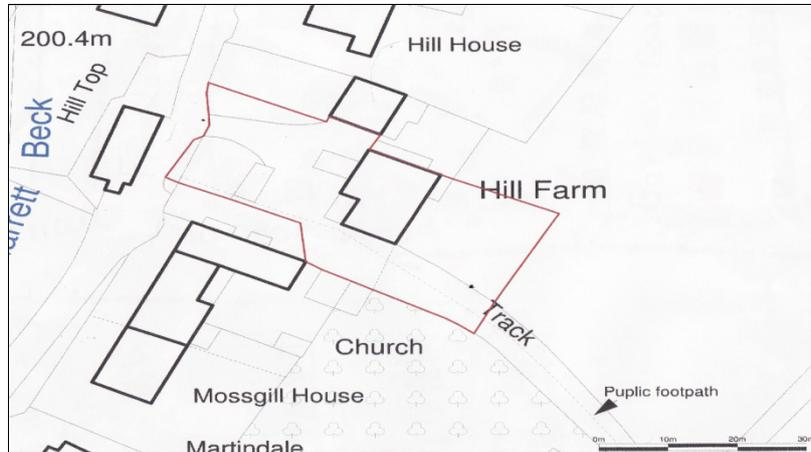 200.4m
Hill House
Hill Top
Beck
Hill Farm
Track
Church
Mossgill House
Puplic footpath
Martindale
0m 10m 20m